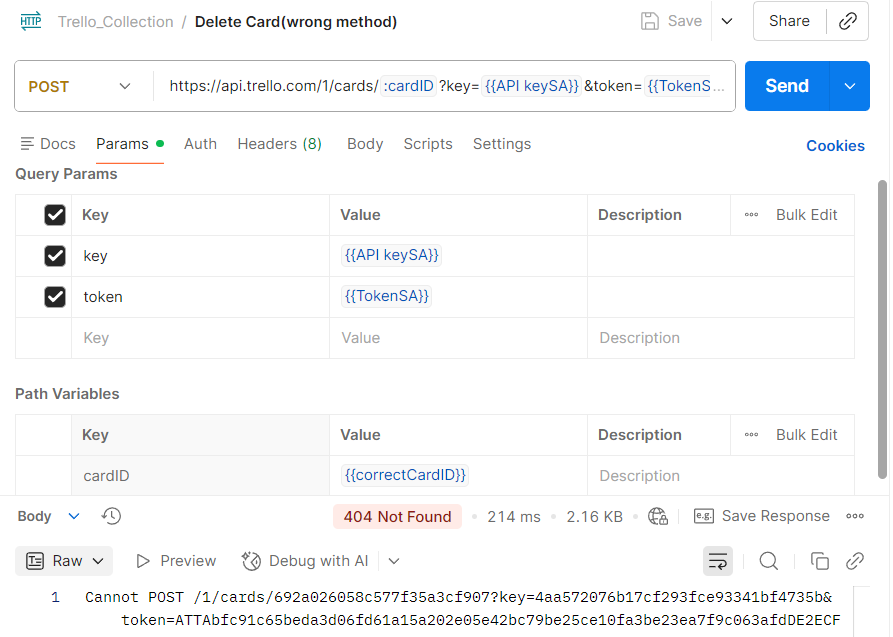 HTTP Trello_Collection / Delete Card(wrong method) Save Share
POST https://api.trello.com/1/cards/ :cardID ?key= {{API keySA}} &token= {{TokenS... Send
Docs Params Auth Headers (8) Body Scripts Settings Cookies
Query Params
Key Value Description Bulk Edit
key {{API keySA}}
token {{TokenSA}}
Key Value Description
Path Variables
Key Value Description Bulk Edit
cardID {{correctCardID}} Description
Body 404 Not Found 214 ms 2.16 KB e.g. Save Response
Raw Preview Debug with AI
1 Cannot POST /1/cards/692a026058c577f35a3cf907?key=4aa572076b17cf293fce93341bf4735b&
token=ATTAbfc91c65beda3d06fd61a15a202e05e42bc79be25ce10fa3be23ea7f9c063afdDE2ECF